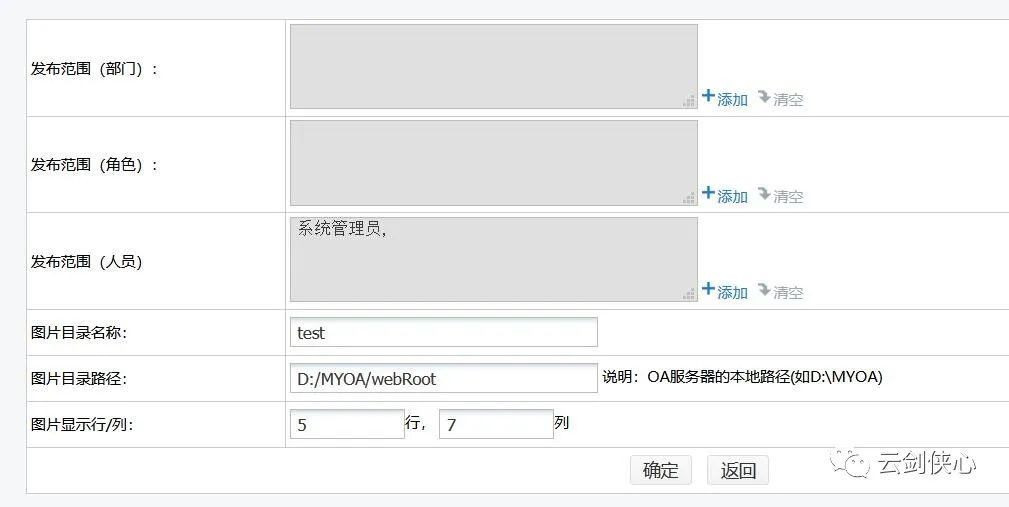 发布范围（部门）:
+添加 清空
发布范围（角色）:
+添加 清空
发布范围（人员）
系统管理员,
+添加 清空
图片目录名称: test
图片目录路径: D:/MYOA/webRoot 说明：OA服务器的本地路径(如D:\MYOA)
图片显示行/列: 5 行， 7 列
确定 返回
云剑侠心